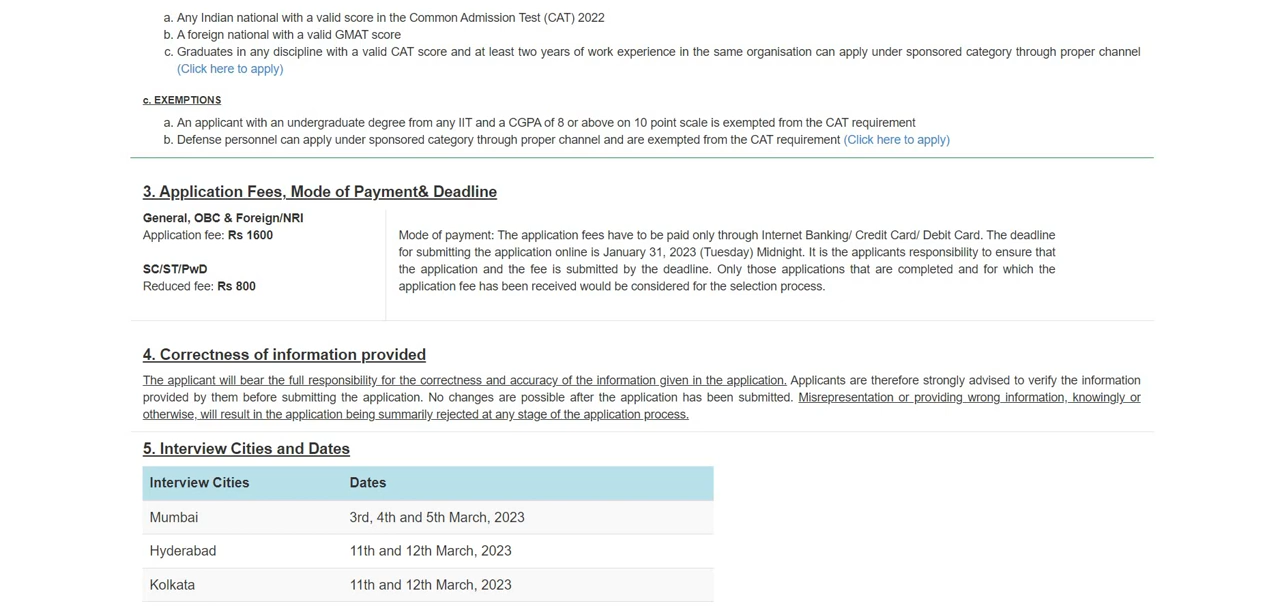 a. Any Indian national with a valid score in the Common Admission Test (CAT) 2022
b. A foreign national with a valid GMAT score
c. Graduates in any discipline with a valid CAT score and at least two years of work experience in the same organisation can apply under sponsored category through proper channel
(Click here to apply)
c. EXEMPTIONS
a. An applicant with an undergraduate degree from any IIT and a CGPA of 8 or above on 10 point scale is exempted from the CAT requirement
b. Defense personnel can apply under sponsored category through proper channel and are exempted from the CAT requirement (Click here to apply)
3. Application Fees, Mode of Payment& Deadline
General, OBC & Foreign/NRI
Application fee: Rs 1600
SC/ST/PwD
Reduced fee: Rs 800
Mode of payment: The application fees have to be paid only through Internet Banking/ Credit Card/ Debit Card. The deadline
for submitting the application online is January 31, 2023 (Tuesday) Midnight. It is the applicants responsibility to ensure that
the application and the fee is submitted by the deadline. Only those applications that are completed and for which the
application fee has been received would be considered for the selection process.
4. Correctness of information provided
The applicant will bear the full responsibility for the correctness and accuracy of the information given in the application. Applicants are therefore strongly advised to verify the information
provided by them before submitting the application. No changes are possible after the application has been submitted. Misrepresentation or providing wrong information, knowingly or
otherwise, will result in the application being summarily rejected at any stage of the application process.
5. Interview Cities and Dates
Interview Cities Dates
Mumbai 3rd, 4th and 5th March, 2023
Hyderabad 11th and 12th March, 2023
Kolkata 11th and 12th March, 2023